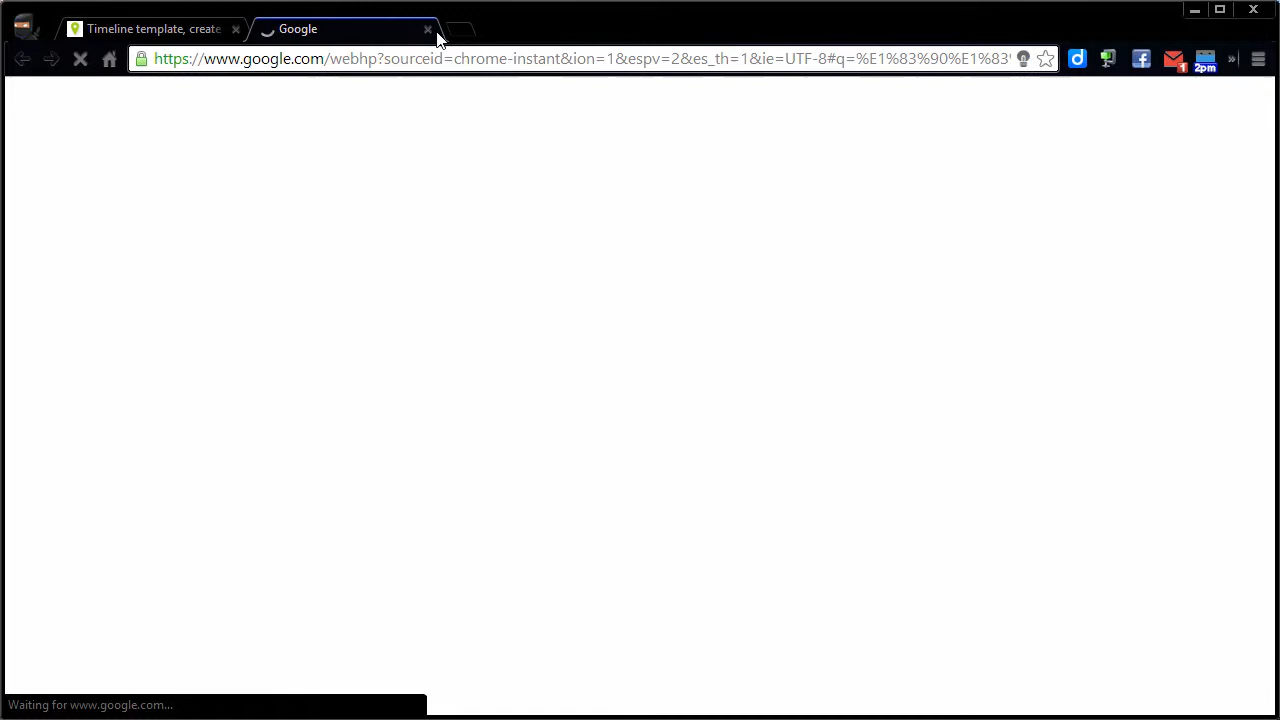 Timeline template, create
Google
https://www.google.com/webhp?sourceid=chrome-instant&ion=1&espv=2&es_th=1&ie=UTF-8#q=%E1%83%90%E1%83%
d
f
1
2pm
»
Waiting for www.google.com...